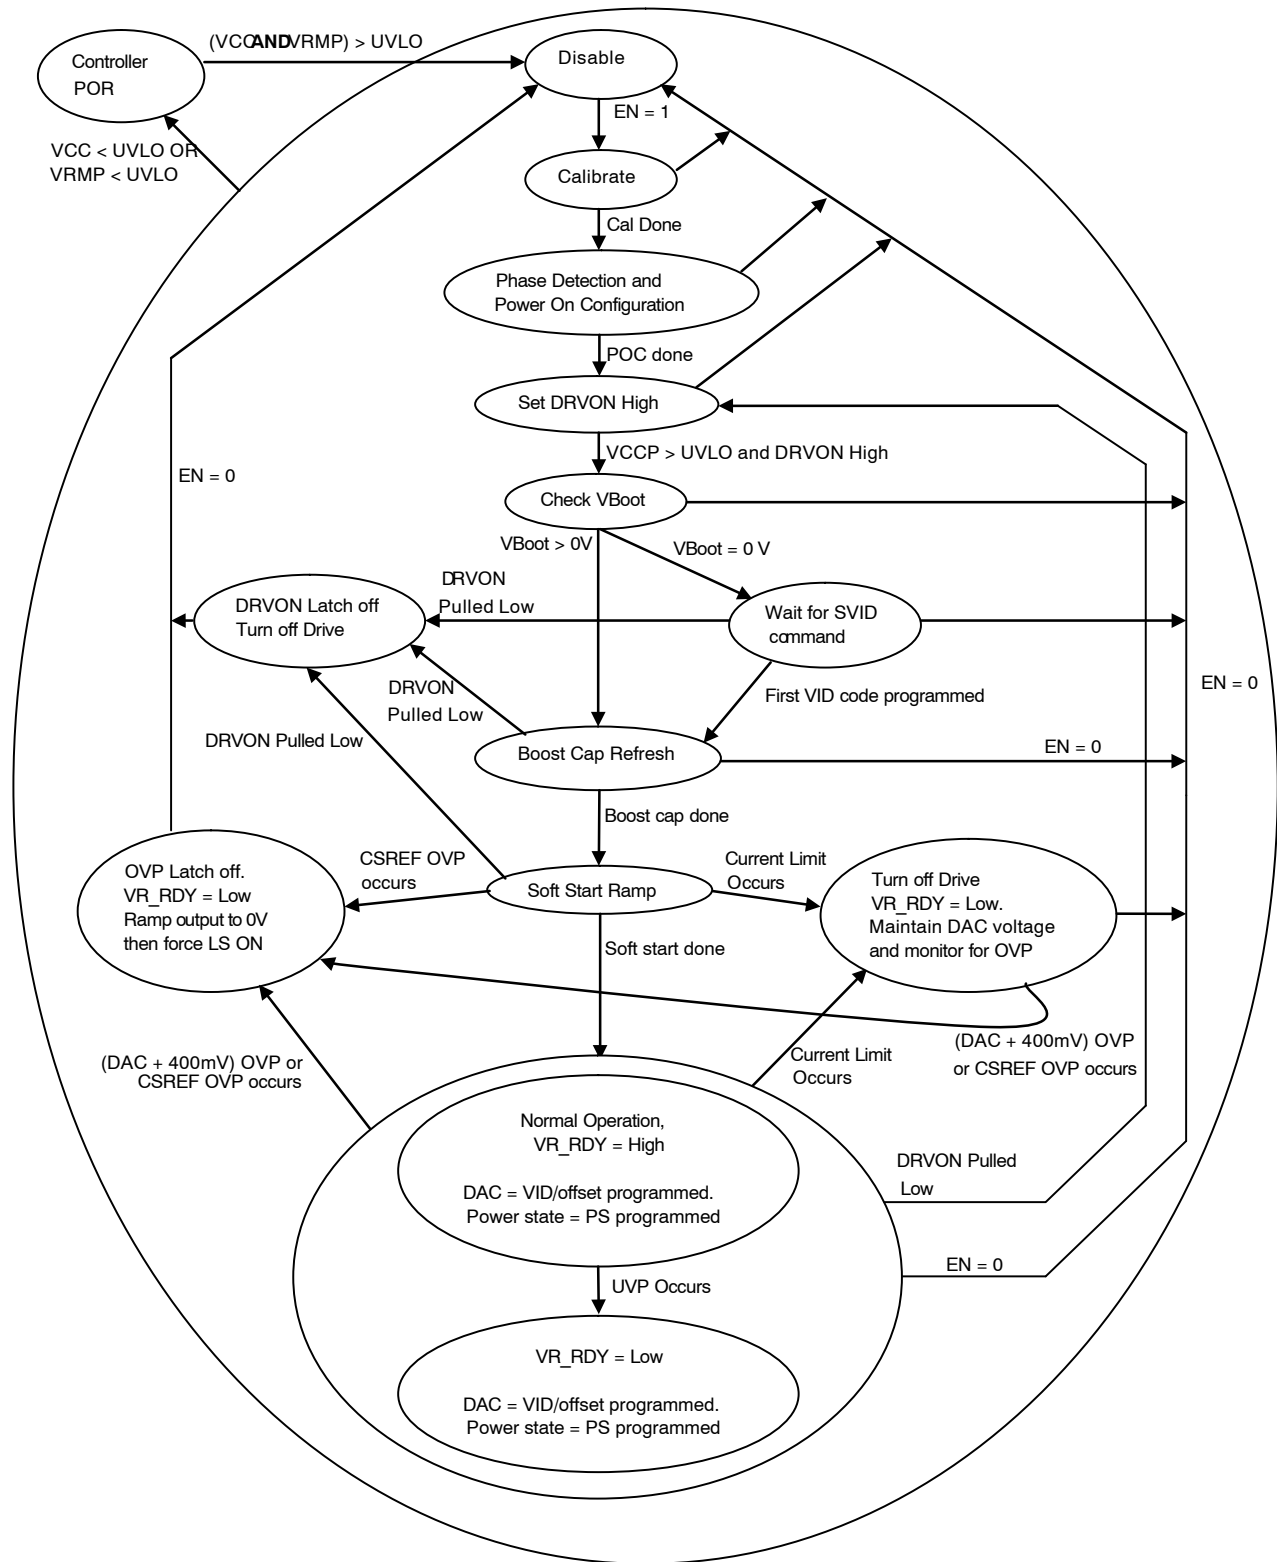 Controller
POR
(VCC AND VRMP) > UVLO
Disable
EN = 1
VCC < UVLO OR
VRMP < UVLO
Calibrate
Cal Done
Phase Detection and
Power On Configuration
POC done
Set DRVON High
VCCP > UVLO and DRVON High
EN = 0
Check VBoot
VBoot > 0V
VBoot = 0 V
DRVON
Pulled Low
DRVON Latch off
Turn off Drive
Wait for SVID
command
EN = 0
First VID code programmed
DRVON
Pulled Low
DRVON Pulled Low
Boost Cap Refresh
EN = 0
Boost cap done
CSREF OVP
occurs
Current Limit
Occurs
OVP Latch off.
VR_RDY = Low
Ramp output to 0V
then force LS ON
Soft Start Ramp
Turn off Drive
VR_RDY = Low.
Maintain DAC voltage
and monitor for OVP
Soft start done
(DAC + 400mV) OVP or
CSREF OVP occurs
Current Limit
Occurs
(DAC + 400mV) OVP
or CSREF OVP occurs
Normal Operation,
VR_RDY = High
DAC = VID/offset programmed.
Power state = PS programmed
DRVON Pulled
Low
EN = 0
UVP Occurs
VR_RDY = Low
DAC = VID/offset programmed.
Power state = PS programmed